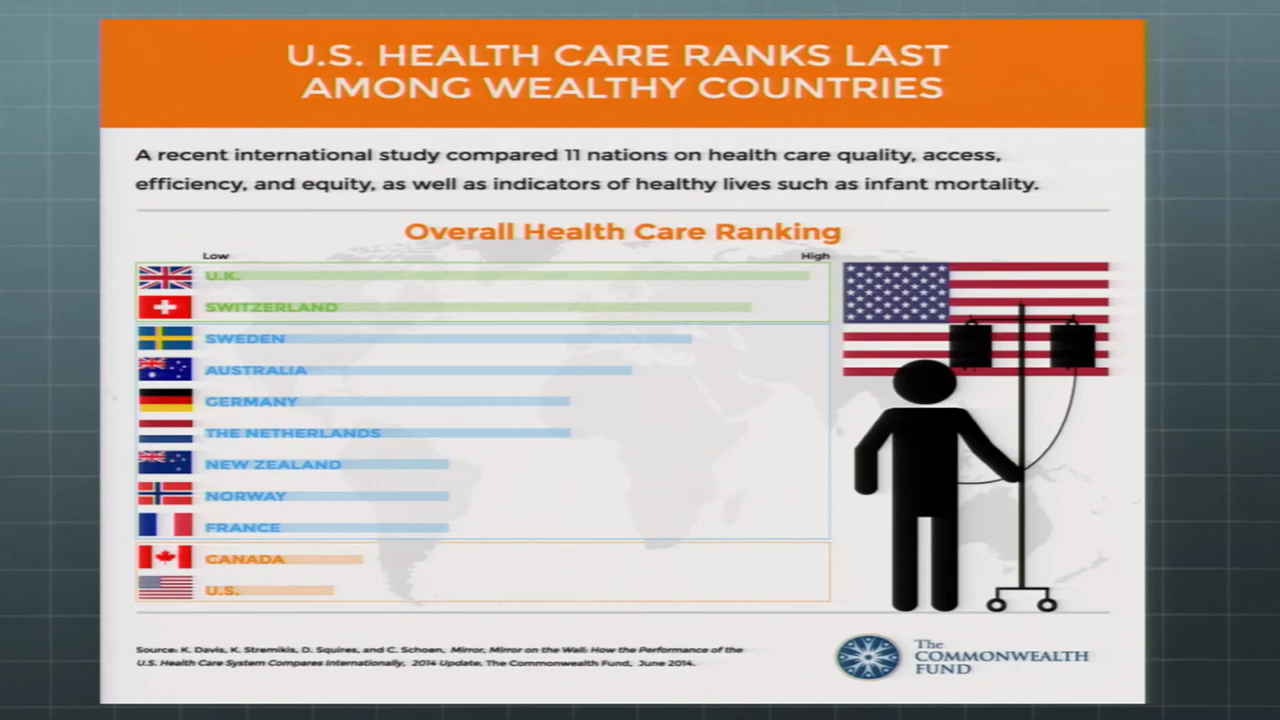 U.S. HEALTH CARE RANKS LAST
AMONG WEALTHY COUNTRIES
A recent international study compared 11 nations on health care quality, access,
efficiency, and equity, as well as indicators of healthy lives such as infant mortality.
Overall Health Care Ranking
Low High
U.K.
SWITZERLAND
SWEDEN
AUSTRALIA
GERMANY
THE NETHERLANDS
NEW ZEALAND
NORWAY
FRANCE
CANADA
U.S.
Source: K. Davis, K. Stremikis, D. Squires, and C. Schoen, Mirror, Mirror on the Wall: How the Performance of the
U.S. Health Care System Compares Internationally, 2014 Update, The Commonwealth Fund, June 2014.
The
COMMONWEALTH
FUND